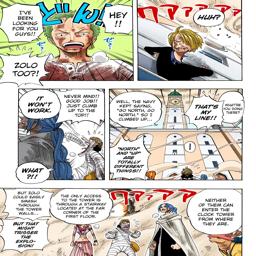 HUH?
HEY
!!
I'VE
BEEN
LOOKING
FOR YOU
GUYS!!
ZOLO
TOO?!
WHAT'RE
YOU DOING
THERE?
THAT'S
MY
LINE!!
WELL, THE NAVY
KEPT SAYING,
"GO NORTH,
GO NORTH," SO I
CLIMBED UP...
"NORTH"
AND "UP"
ARE
TOTALLY
DIFFERENT
THINGS!!
NEVER MIND!!
GOOD JOB!!
JUST CLIMB
UP TO THE
TOP!!
IT
WON'T
WORK.
WHAT
?!
NEITHER
OF THEM
CAN ENTER
THE CLOCK
TOWER FROM
WHERE THEY
ARE.
THE ONLY ACCESS
TO THE TOWER IS
THROUGH A STAIRWAY
LOCATED AT THE FAR
CORNER OF THE
FIRST FLOOR.
BUT ZOLO
COULD EASILY
SMASH
THROUGH THE
TOWER
WALLS...
BUT THAT
MIGHT
TRIGGER
THE
EXPLO-
SION!